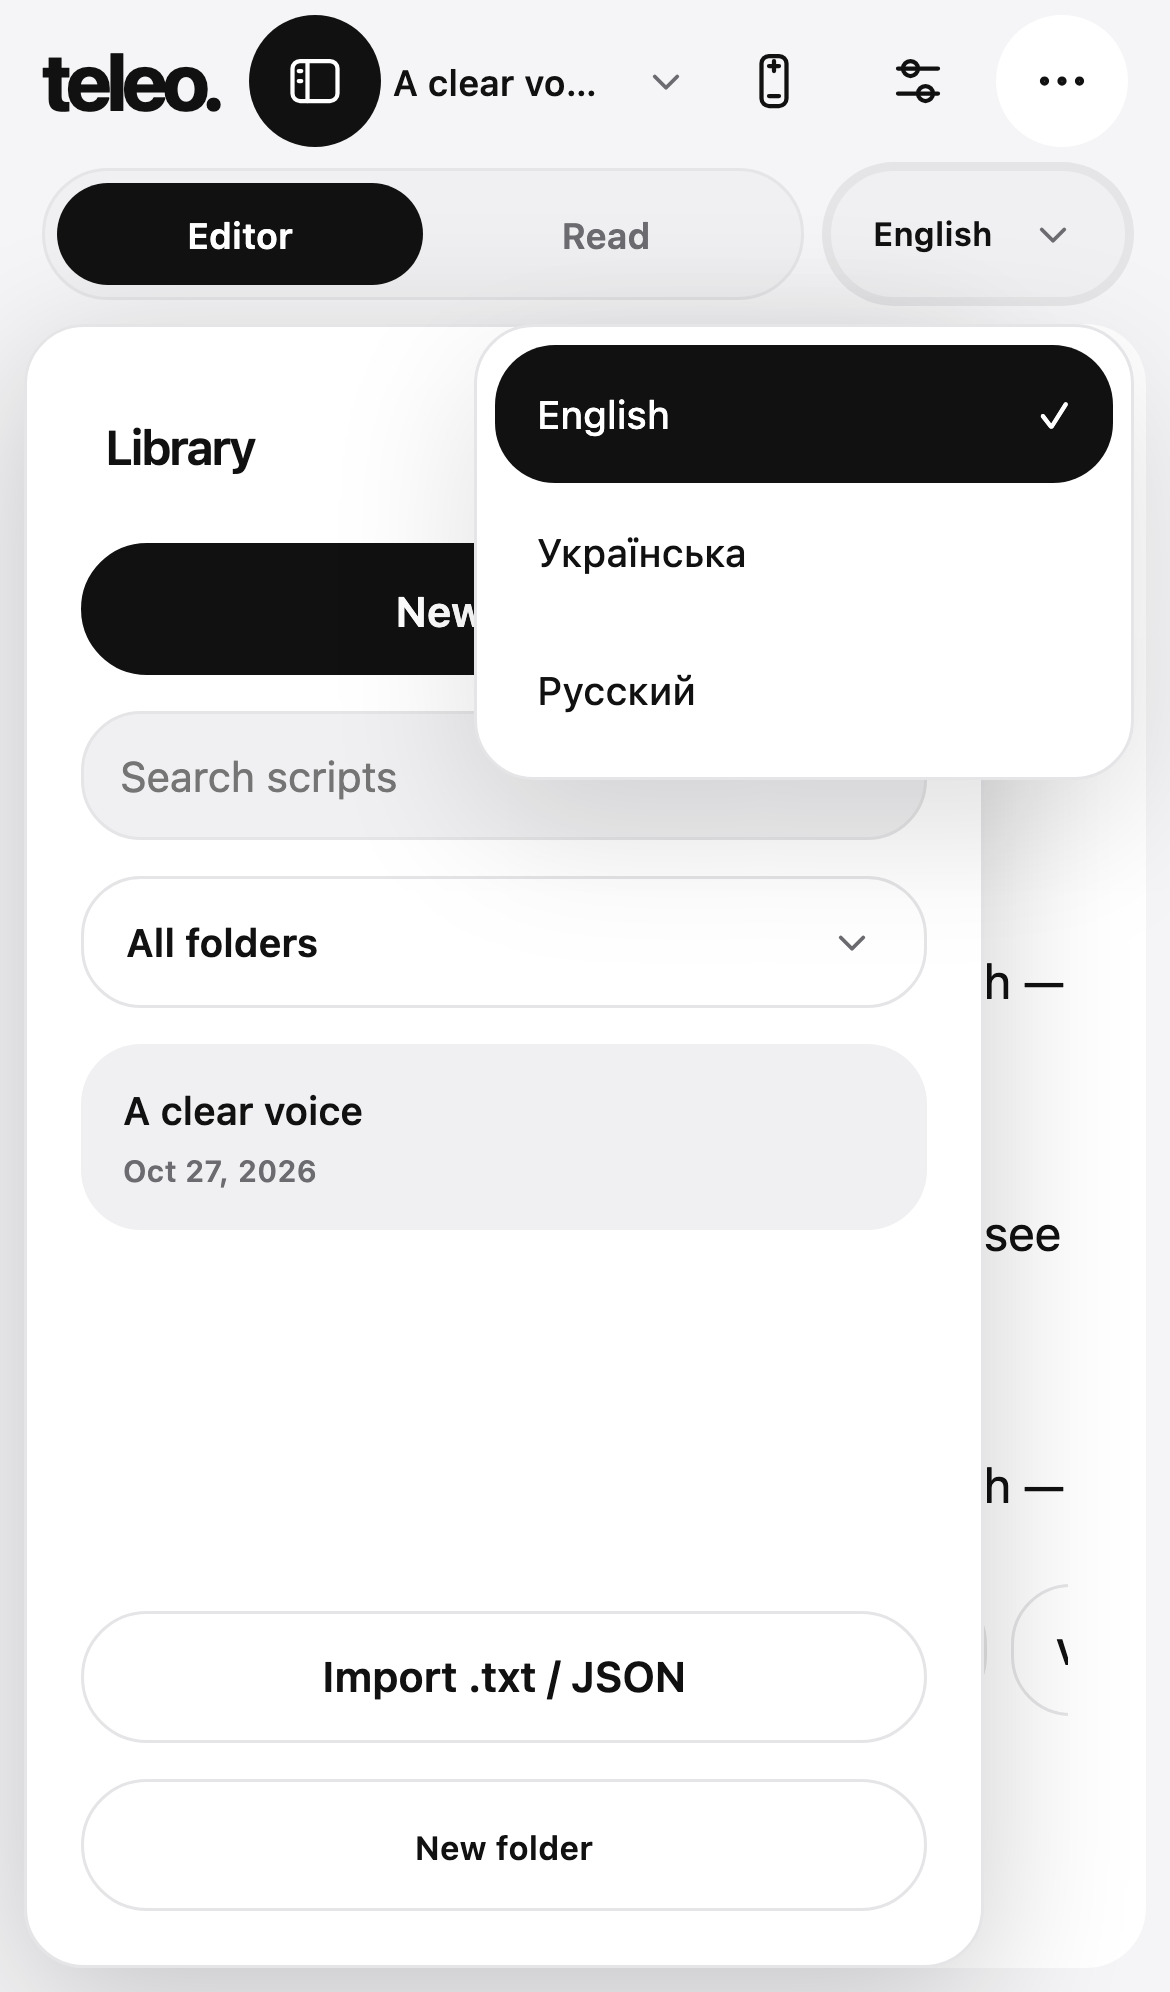 teleo.
A clear vo...
Editor
Read
English
Library
English
Українська
Русский
New
Search scripts
All folders
A clear voice
Oct 27, 2026
h —
see
h —
Import .txt / JSON
New folder